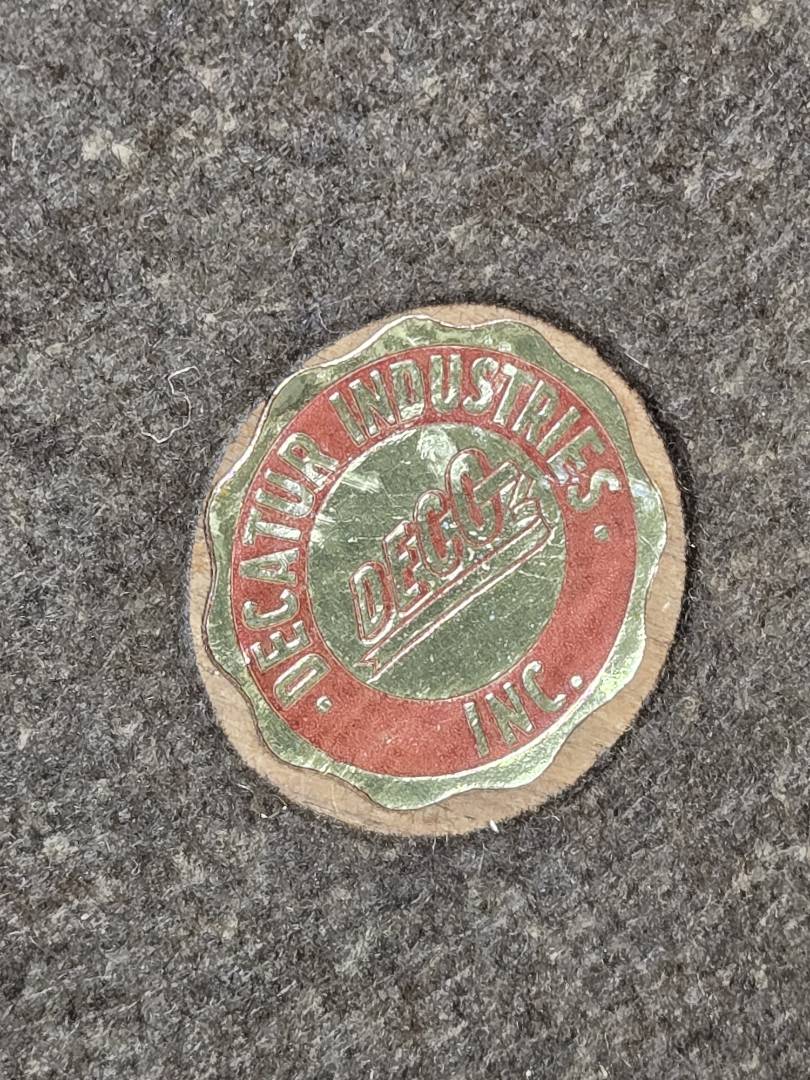 · DECATUR INDUSTRIES ·
INC.
DECO